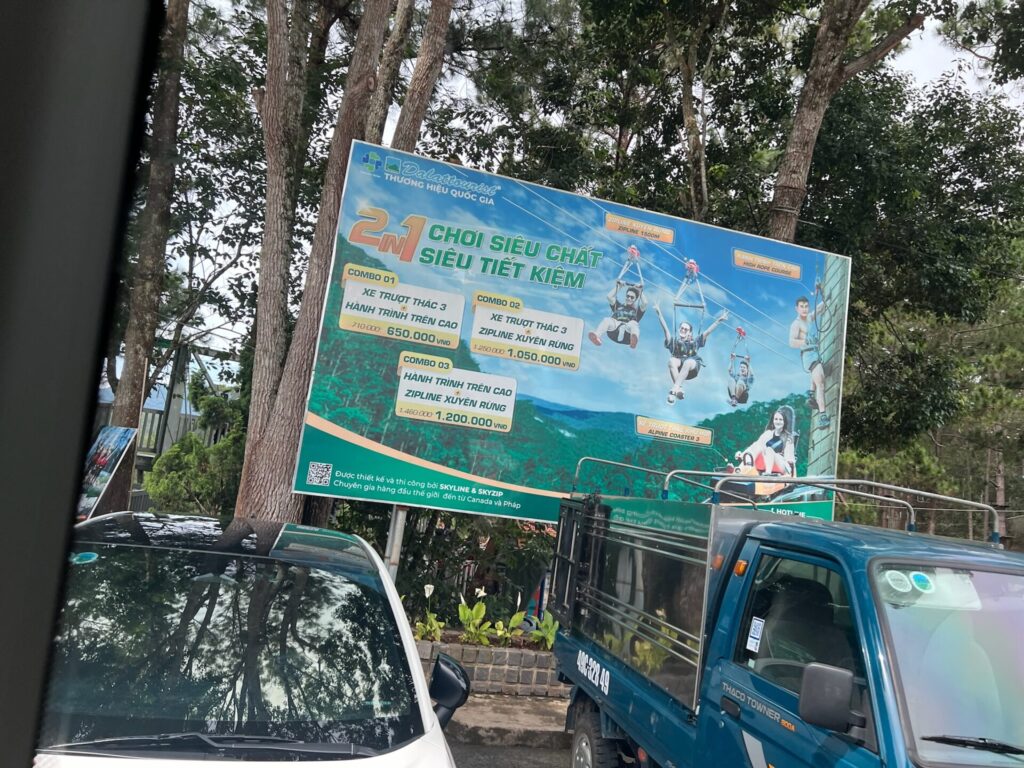 Dalattourist®
THƯƠNG HIỆU QUỐC GIA
2IN1 CHƠI SIÊU CHẤT
SIÊU TIẾT KIỆM
COMBO 01
XE TRƯỢT THÁC 3
+
HÀNH TRÌNH TRÊN CAO
710.000 650.000 VNĐ
COMBO 02
XE TRƯỢT THÁC 3
+
ZIPLINE XUYÊN RỪNG
1.250.000 1.050.000 VNĐ
COMBO 03
HÀNH TRÌNH TRÊN CAO
+
ZIPLINE XUYÊN RỪNG
1.460.000 1.200.000 VNĐ
ZIPLINE 1500M
HIGH ROPE COURSE
ALPINE COASTER 3
Được thiết kế và thi công bởi SKYLINE & SKYZIP
Chuyên gia hàng đầu thế giới đến từ Canada và Pháp
HOTLINE
49C-328.49
THACO TOWNER 800A